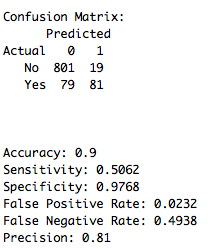 Confusion Matrix:
Predicted
Actual 0 1
No 801 19
Yes 79 81
Accuracy: 0.9
Sensitivity: 0.5062
Specificity: 0.9768
False Positive Rate: 0.0232
False Negative Rate: 0.4938
Precision: 0.81